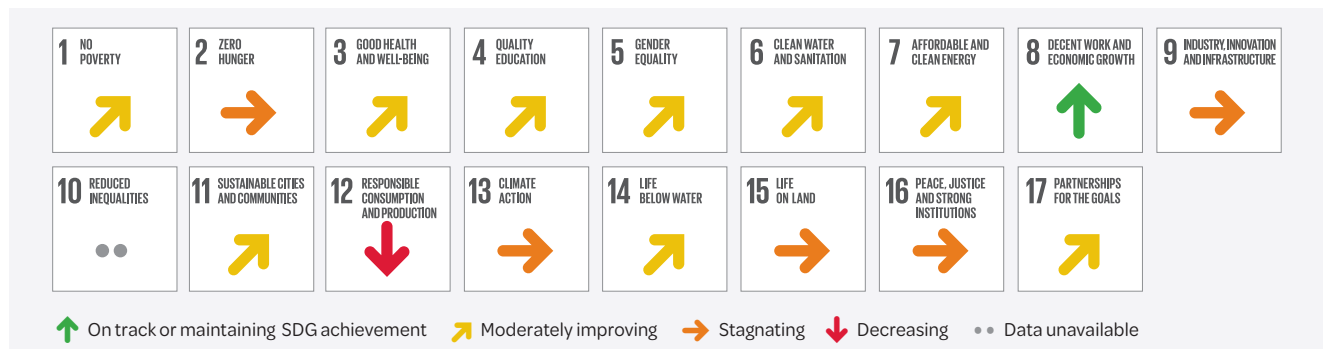 1 NO
POVERTY
2 ZERO
HUNGER
3 GOOD HEALTH
AND WELL-BEING
4 QUALITY
EDUCATION
5 GENDER
EQUALITY
6 CLEAN WATER
AND SANITATION
7 AFFORDABLE AND
CLEAN ENERGY
8 DECENT WORK AND
ECONOMIC GROWTH
9 INDUSTRY, INNOVATION
AND INFRASTRUCTURE
10 REDUCED
INEQUALITIES
11 SUSTAINABLE CITIES
AND COMMUNITIES
12 RESPONSIBLE
CONSUMPTION
AND PRODUCTION
13 CLIMATE
ACTION
14 LIFE
BELOW WATER
15 LIFE
ON LAND
16 PEACE, JUSTICE
AND STRONG
INSTITUTIONS
17 PARTNERSHIPS
FOR THE GOALS
On track or maintaining SDG achievement Moderately improving Stagnating Decreasing Data unavailable